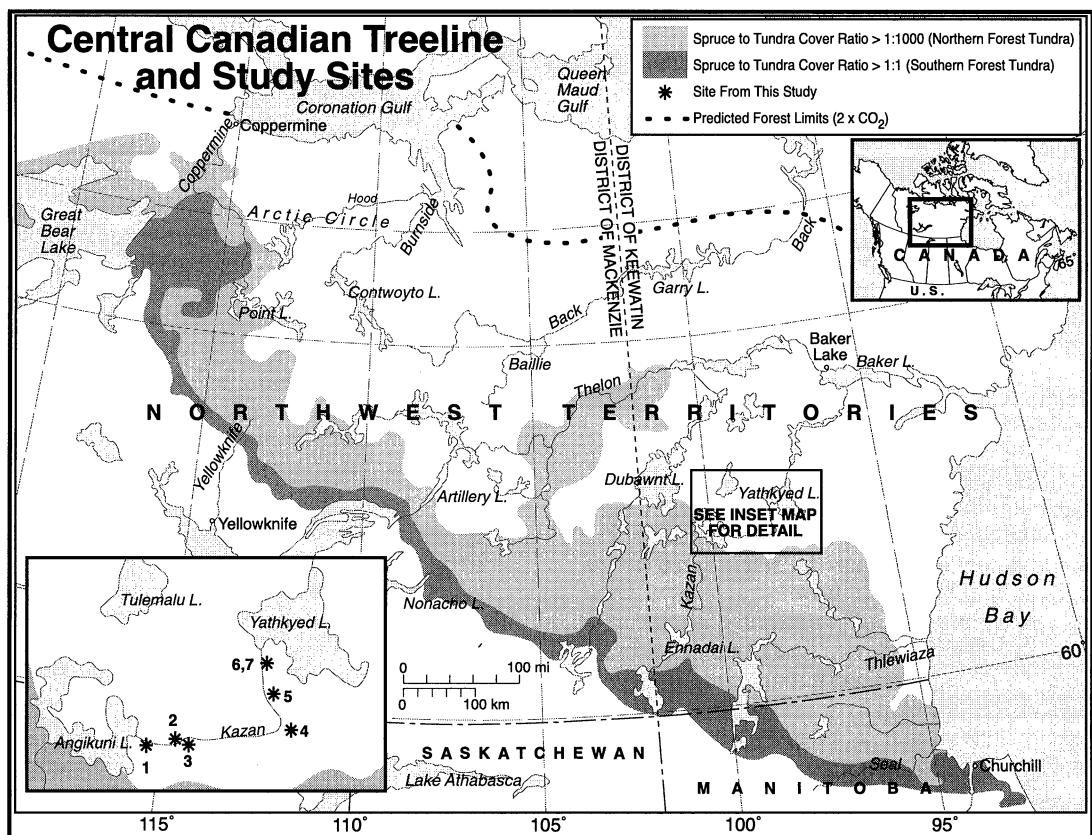 Central Canadian Treeline
and Study Sites
Spruce to Tundra Cover Ratio > 1:1000 (Northern Forest Tundra)
Spruce to Tundra Cover Ratio > 1:1 (Southern Forest Tundra)
Site From This Study
Predicted Forest Limits (2 x CO₂)
Queen
Maud
Gulf
Coronation Gulf
Coppermine
Coppermine
DISTRICT OF KEEWATIN
DISTRICT OF MACKENZIE
Great
Bear
Lake
Hood
Arctic Circle
Burnside
Back
CANADA
65°
U.S.
Contwoyto L.
Garry L.
Point L.
Back
Baillie
Baker
Lake
Baker L.
Thelon
NORTHWEST TERRITORIES
Yellowknife
Artillery L.
Dubawnt L.
Yathkyed L.
SEE INSET MAP
FOR DETAIL
Yellowknife
Kazan
Hudson
Bay
Nonacho L.
Ennadai L.
Thlewiaza
60°
0 100 mi
0 100 km
Tulemalu L.
Yathkyed L.
6,7
5
2
Kazan
4
Angikuni L.
1
3
SASKATCHEWAN
Lake Athabasca
Seal
Churchill
MANITOBA
115° 110° 105° 100° 95°